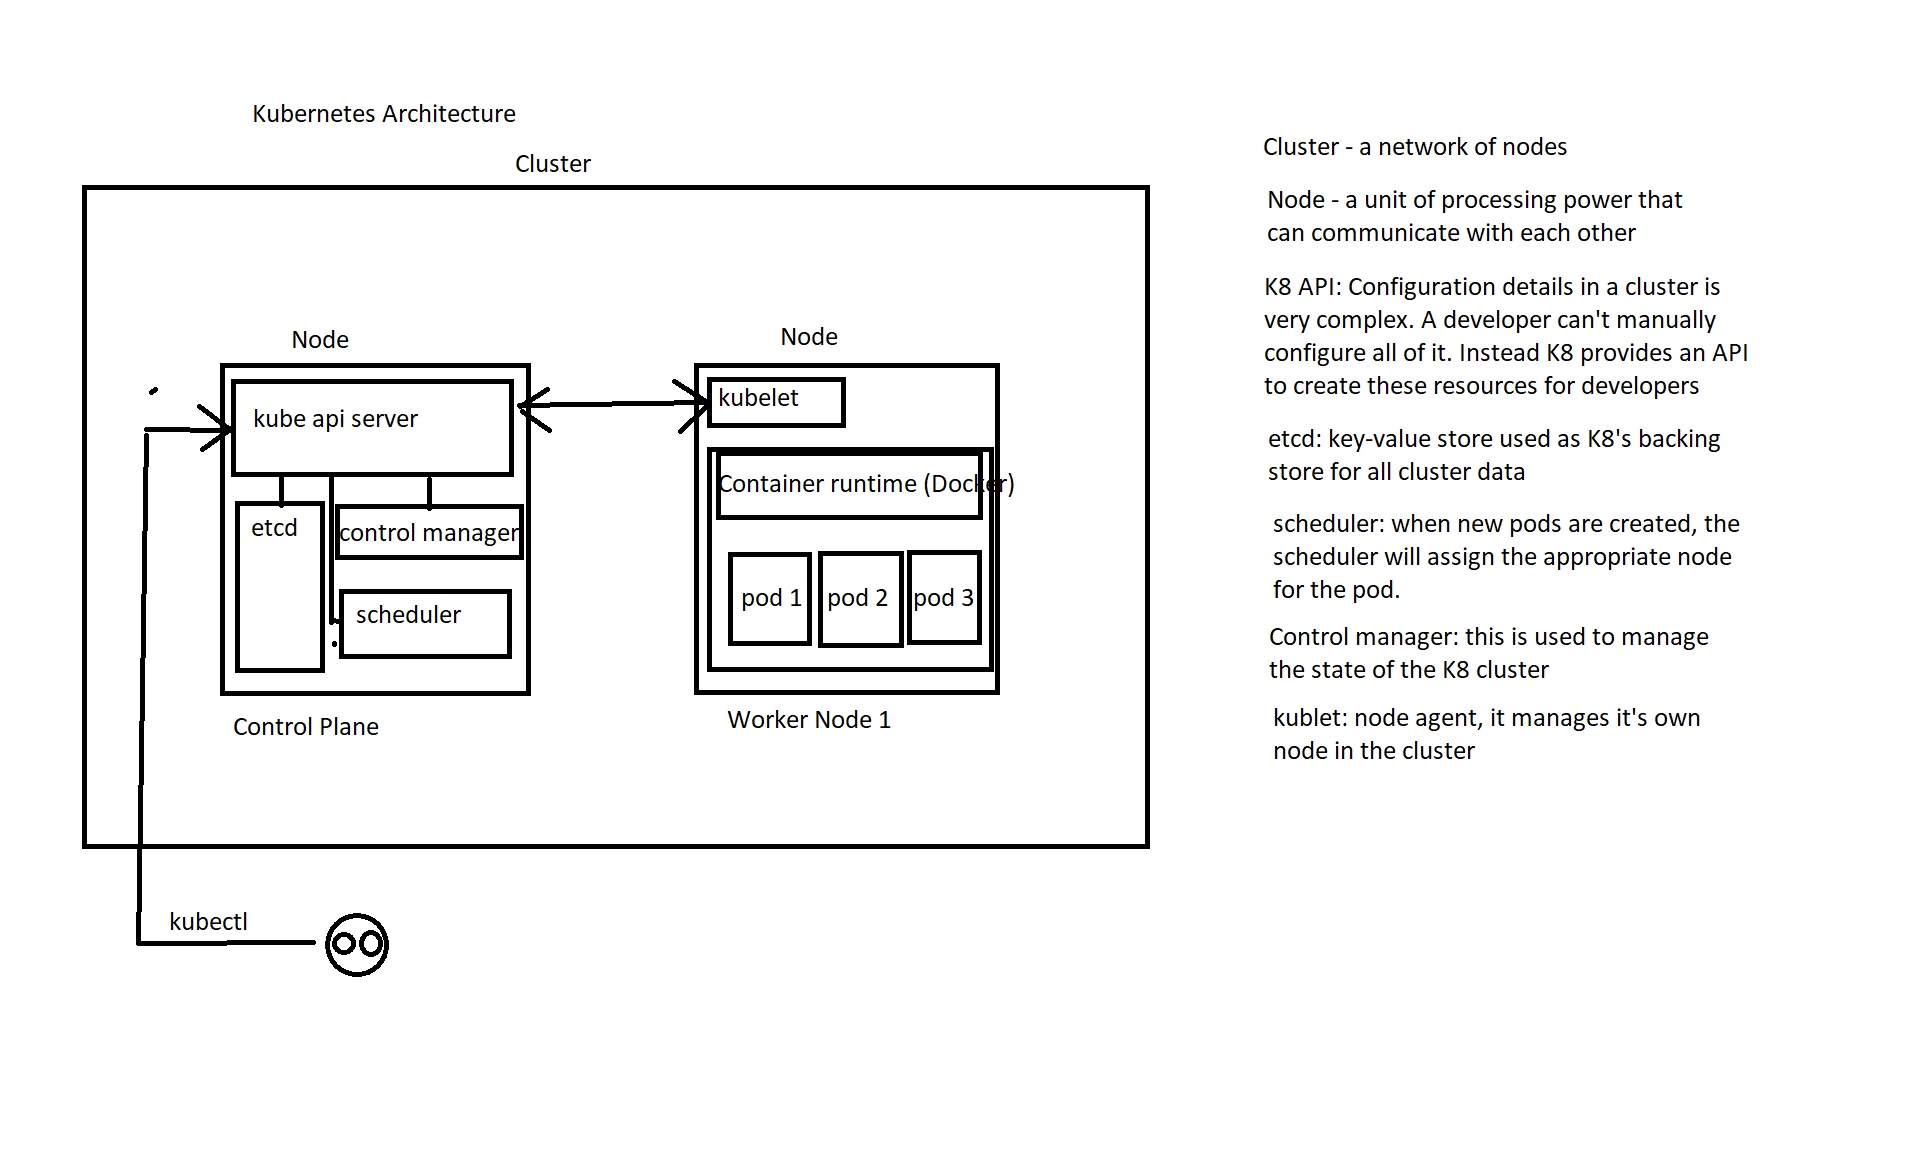 Kubernetes Architecture
Cluster
Node
kube api server
etcd
control manager
scheduler
Control Plane
Node
kubelet
Container runtime (Docker)
pod 1
pod 2
pod 3
Worker Node 1
kubectl
Cluster - a network of nodes
Node - a unit of processing power that
can communicate with each other
K8 API: Configuration details in a cluster is
very complex. A developer can't manually
configure all of it. Instead K8 provides an API
to create these resources for developers
etcd: key-value store used as K8's backing
store for all cluster data
scheduler: when new pods are created, the
scheduler will assign the appropriate node
for the pod.
Control manager: this is used to manage
the state of the K8 cluster
kublet: node agent, it manages it's own
node in the cluster